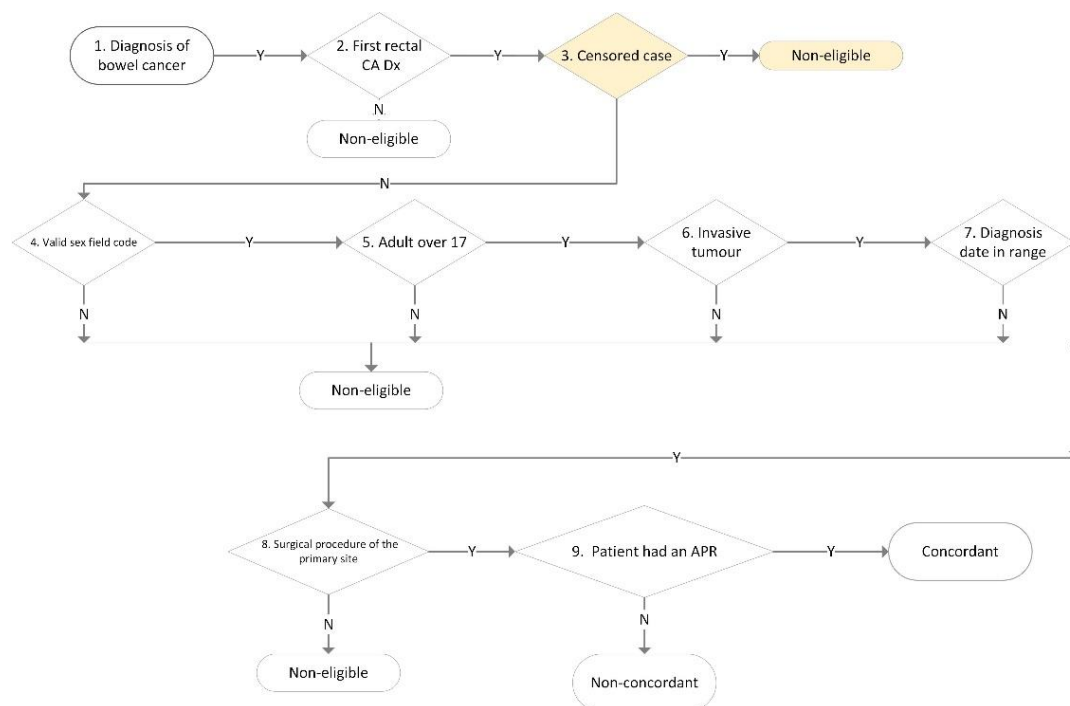 1. Diagnosis of
bowel cancer
Y
2. First rectal
CA Dx
Y
3. Censored case
Y
Non-eligible
N
Non-eligible
N
4. Valid sex field code
Y
5. Adult over 17
Y
6. Invasive
tumour
Y
7. Diagnosis
date in range
N
N
N
N
Non-eligible
Y
8. Surgical procedure of the
primary site
Y
9. Patient had an APR
Y
Concordant
N
N
Non-eligible
Non-concordant